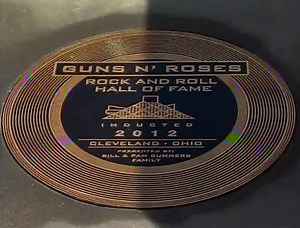 GUNS N' ROSES
ROCK AND ROLL
HALL OF FAME
INDUCTED
2012
CLEVELAND · OHIO
PRESENTED BY:
BILL & PAM SUMMERS
FAMILY